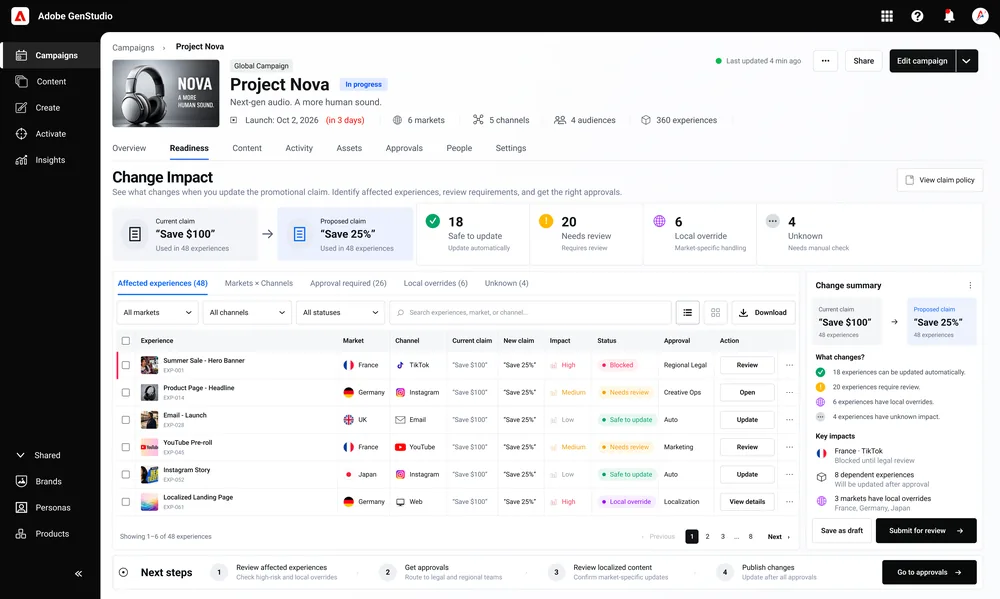 Adobe GenStudio
Campaigns
Content
Create
Activate
Insights
Shared
Brands
Personas
Products
Campaigns › Project Nova
NOVA
A MORE
HUMAN SOUND.
Global Campaign
Project Nova In progress
Next-gen audio. A more human sound.
Launch: Oct 2, 2026 (in 3 days) 6 markets 5 channels 4 audiences 360 experiences
Last updated 4 min ago
Share
Edit campaign
Overview Readiness Content Activity Assets Approvals People Settings
Change Impact
See what changes when you update the promotional claim. Identify affected experiences, review requirements, and get the right approvals.
View claim policy
Current claim
“Save $100”
Used in 48 experiences
Proposed claim
“Save 25%”
Used in 48 experiences
18
Safe to update
Update automatically
20
Needs review
Requires review
6
Local override
Market-specific handling
4
Unknown
Needs manual check
Affected experiences (48) Markets × Channels Approval required (26) Local overrides (6) Unknown (4)
All markets All channels All statuses Search experiences, market, or channel... Download
Experience Market Channel Current claim New claim Impact Status Approval Action
Summer Sale - Hero Banner
EXP-001
France TikTok "Save $100" "Save 25%" High Blocked Regional Legal Review
Product Page - Headline
EXP-014
Germany Instagram "Save $100" "Save 25%" Medium Needs review Creative Ops Open
Email - Launch
EXP-028
UK Email "Save $100" "Save 25%" Low Safe to update Auto Update
YouTube Pre-roll
EXP-045
France YouTube "Save $100" "Save 25%" Medium Needs review Marketing Review
Instagram Story
EXP-052
Japan Instagram "Save $100" "Save 25%" Low Safe to update Auto Update
Localized Landing Page
EXP-061
Germany Web "Save $100" "Save 25%" High Local override Localization View details
Showing 1–6 of 48 experiences
‹ Previous 1 2 3 ... 8 Next ›
Change summary
Current claim
“Save $100”
48 experiences
Proposed claim
“Save 25%”
48 experiences
What changes?
18 experiences can be updated automatically.
20 experiences require review.
6 experiences have local overrides.
4 experiences have unknown impact.
Key impacts
France · TikTok
Blocked until legal review
8 dependent experiences
Will be updated after approval
3 markets have local overrides
France, Germany, Japan
Save as draft
Submit for review →
Next steps
1 Review affected experiences
Check high-risk and local overrides
2 Get approvals
Route to legal and regional teams
3 Review localized content
Confirm market-specific updates
4 Publish changes
Update after all approvals
Go to approvals →